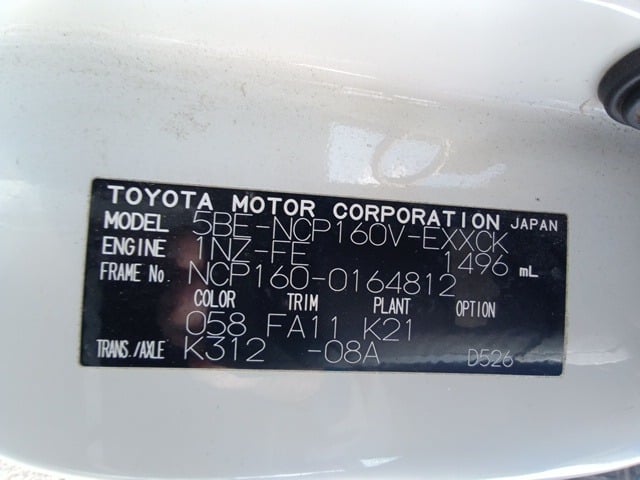 TOYOTA MOTOR CORPORATION JAPAN
MODEL 5BE-NCP160V-EXXCK
ENGINE 1NZ-FE 1496 mL
FRAME No. NCP160-0164812
COLOR TRIM PLANT OPTION
058 FA11 K21
TRANS./AXLE K312 -08A D526